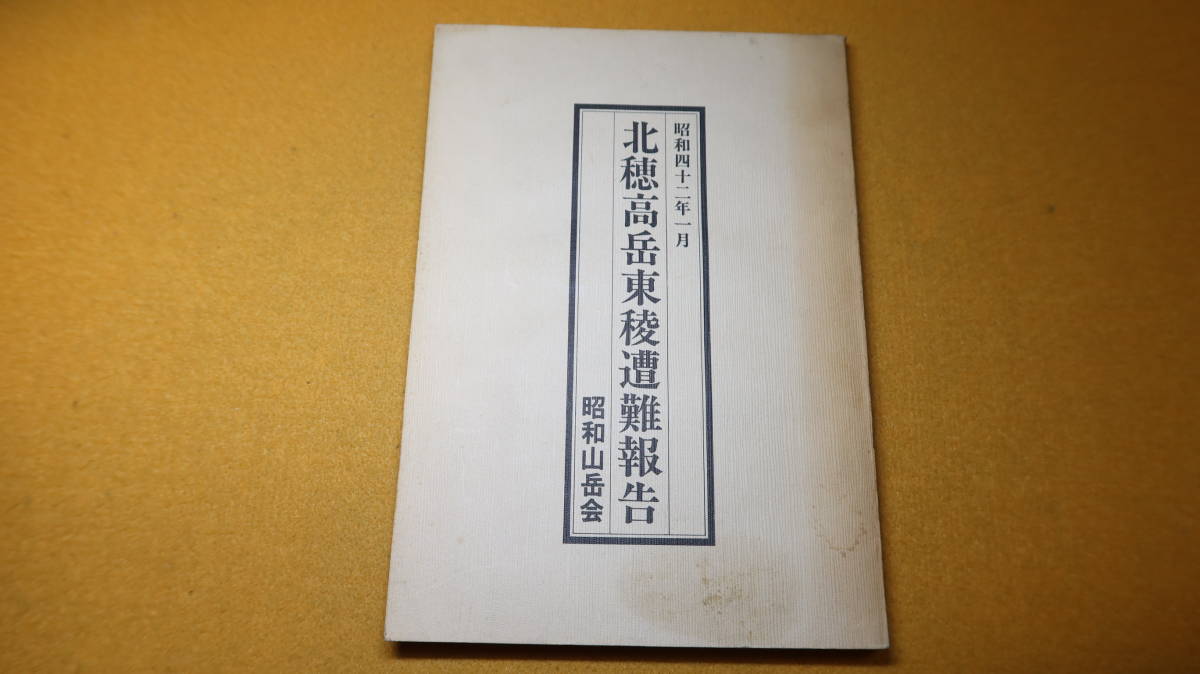 昭和四十二年一月
北穂高岳東稜遭難報告
昭和山岳会